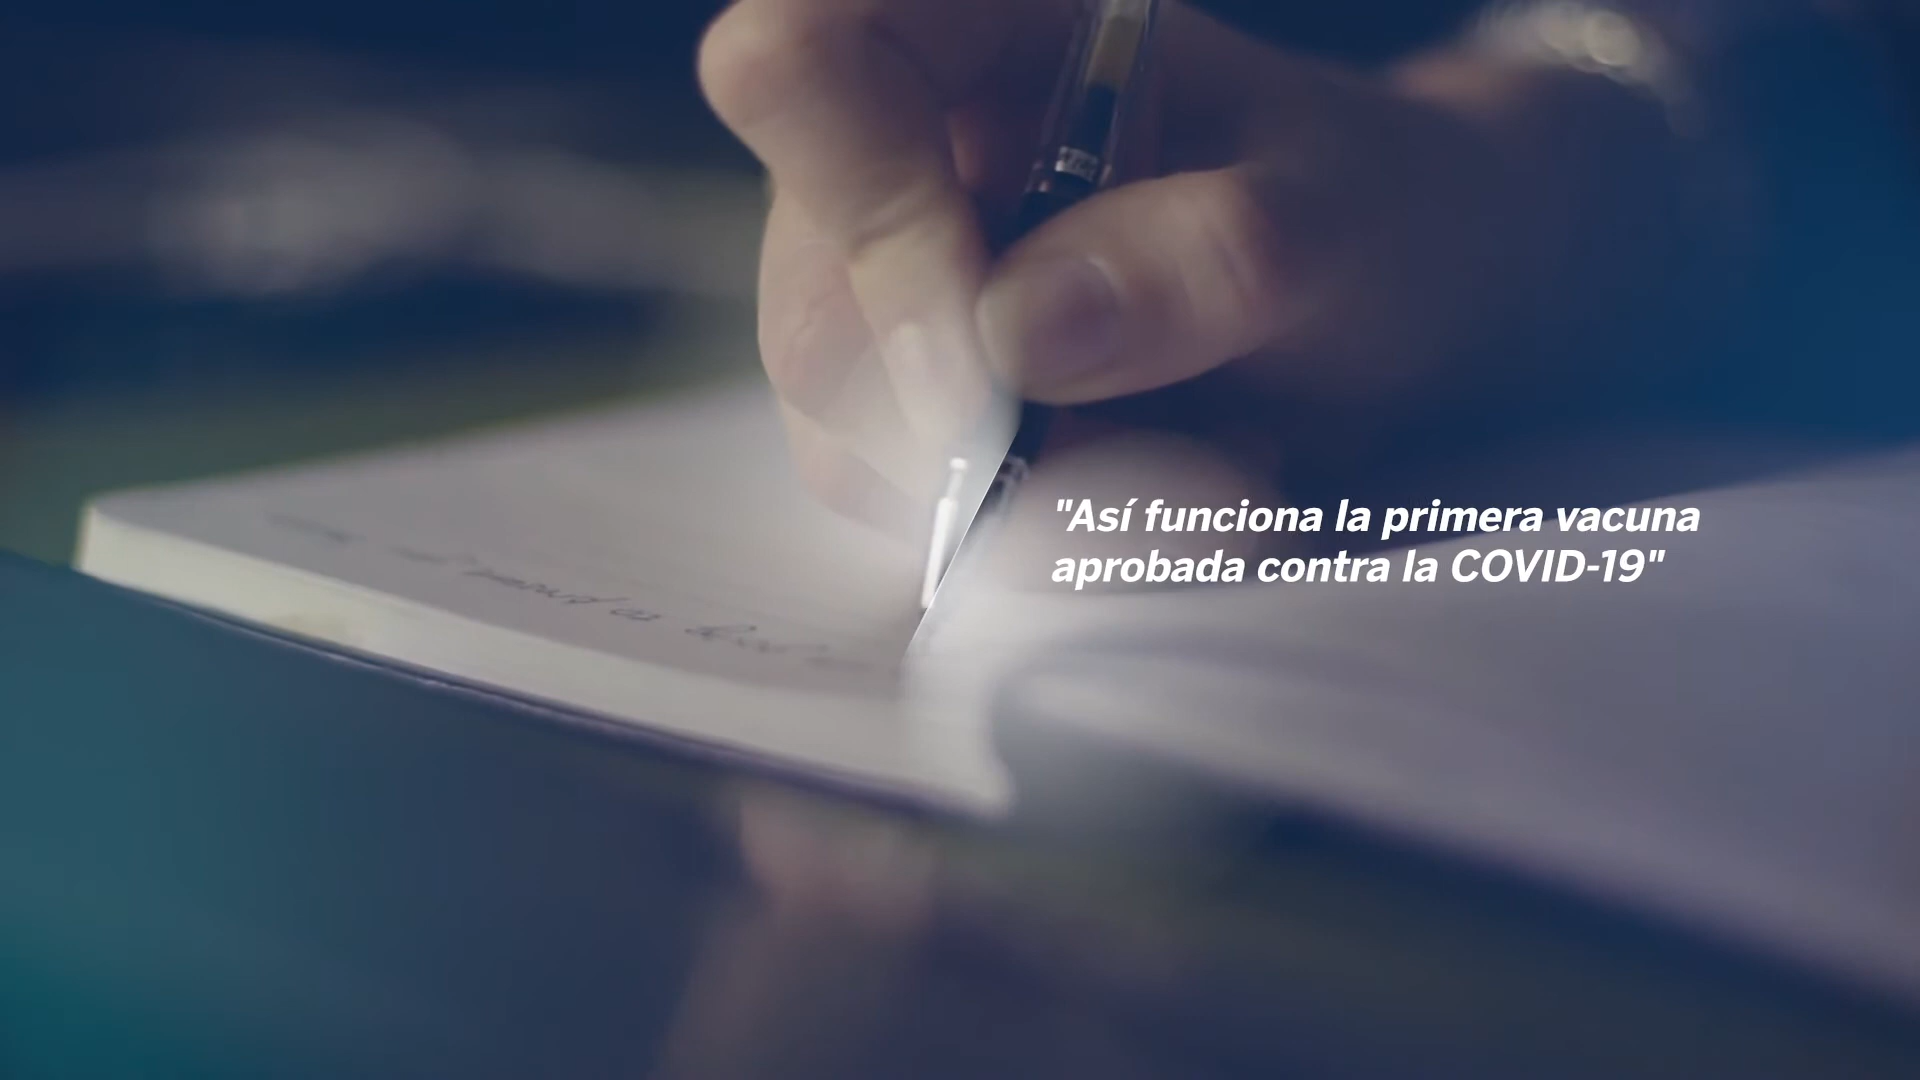 "Así funciona la primera vacuna
aprobada contra la COVID-19"